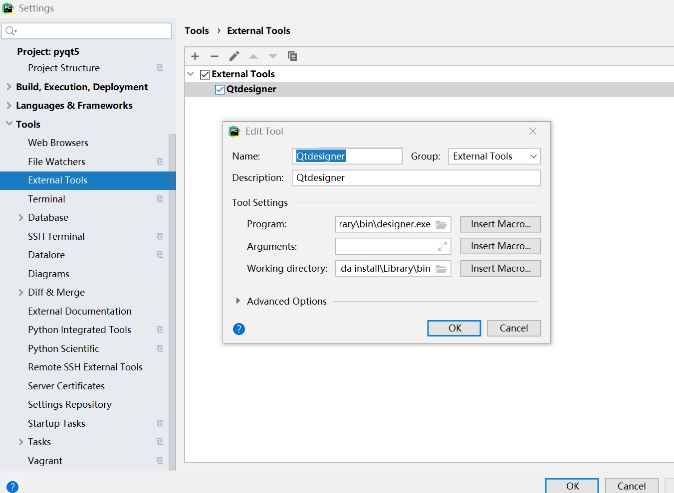 Settings
Project: pyqt5
Project Structure
Build, Execution, Deployment
Languages & Frameworks
Tools
Web Browsers
File Watchers
External Tools
Terminal
Database
SSH Terminal
Datalore
Diagrams
Diff & Merge
External Documentation
Python Integrated Tools
Python Scientific
Remote SSH External Tools
Server Certificates
Settings Repository
Startup Tasks
Tasks
Vagrant
Tools › External Tools
External Tools
Qtdesigner
Edit Tool
Name: Qtdesigner Group: External Tools
Description: Qtdesigner
Tool Settings
Program: rary\bin\designer.exe Insert Macro...
Arguments: Insert Macro...
Working directory: da install\Library\bin Insert Macro...
Advanced Options
? OK Cancel
? OK Cancel